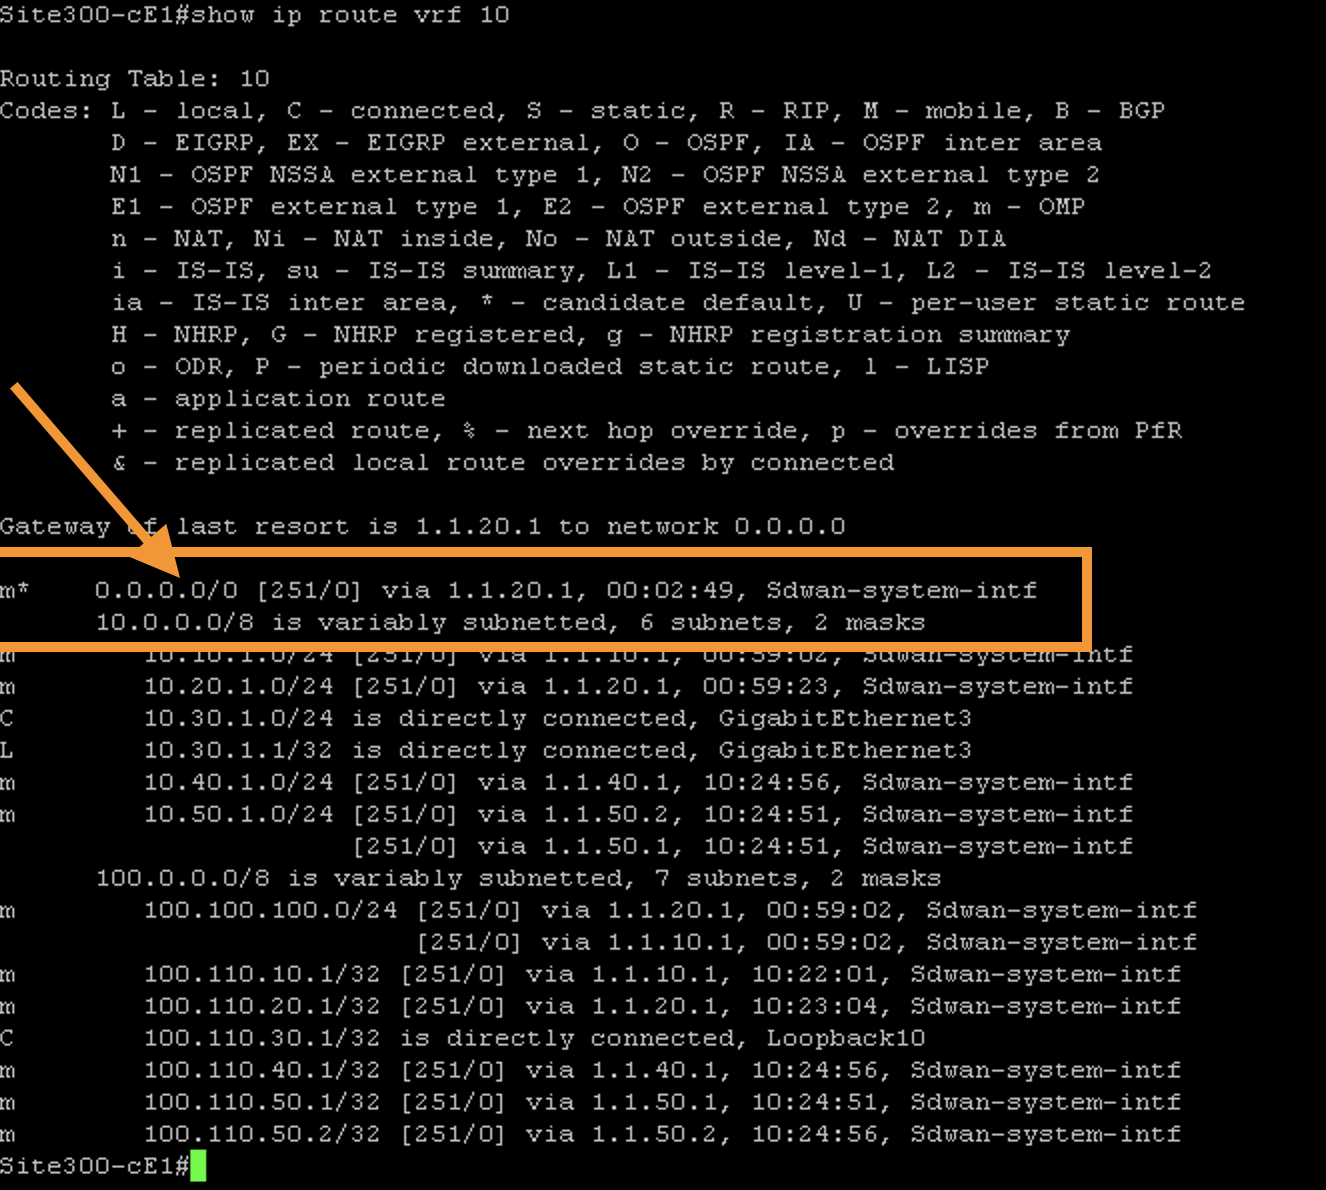 Site300-cE1#show ip route vrf 10
Routing Table: 10
Codes: L - local, C - connected, S - static, R - RIP, M - mobile, B - BGP
D - EIGRP, EX - EIGRP external, O - OSPF, IA - OSPF inter area
N1 - OSPF NSSA external type 1, N2 - OSPF NSSA external type 2
E1 - OSPF external type 1, E2 - OSPF external type 2, m - OMP
n - NAT, Ni - NAT inside, No - NAT outside, Nd - NAT DIA
i - IS-IS, su - IS-IS summary, L1 - IS-IS level-1, L2 - IS-IS level-2
ia - IS-IS inter area, * - candidate default, U - per-user static route
H - NHRP, G - NHRP registered, g - NHRP registration summary
o - ODR, P - periodic downloaded static route, l - LISP
a - application route
+ - replicated route, % - next hop override, p - overrides from PfR
& - replicated local route overrides by connected
Gateway of last resort is 1.1.20.1 to network 0.0.0.0
m* 0.0.0.0/0 [251/0] via 1.1.20.1, 00:02:49, Sdwan-system-intf
10.0.0.0/8 is variably subnetted, 6 subnets, 2 masks
m 10.10.1.0/24 [251/0] via 1.1.10.1, 00:59:02, Sdwan-system-intf
m 10.20.1.0/24 [251/0] via 1.1.20.1, 00:59:23, Sdwan-system-intf
C 10.30.1.0/24 is directly connected, GigabitEthernet3
L 10.30.1.1/32 is directly connected, GigabitEthernet3
m 10.40.1.0/24 [251/0] via 1.1.40.1, 10:24:56, Sdwan-system-intf
m 10.50.1.0/24 [251/0] via 1.1.50.2, 10:24:51, Sdwan-system-intf
[251/0] via 1.1.50.1, 10:24:51, Sdwan-system-intf
100.0.0.0/8 is variably subnetted, 7 subnets, 2 masks
m 100.100.100.0/24 [251/0] via 1.1.20.1, 00:59:02, Sdwan-system-intf
[251/0] via 1.1.10.1, 00:59:02, Sdwan-system-intf
m 100.110.10.1/32 [251/0] via 1.1.10.1, 10:22:01, Sdwan-system-intf
m 100.110.20.1/32 [251/0] via 1.1.20.1, 10:23:04, Sdwan-system-intf
C 100.110.30.1/32 is directly connected, Loopback10
m 100.110.40.1/32 [251/0] via 1.1.40.1, 10:24:56, Sdwan-system-intf
m 100.110.50.1/32 [251/0] via 1.1.50.1, 10:24:51, Sdwan-system-intf
m 100.110.50.2/32 [251/0] via 1.1.50.2, 10:24:56, Sdwan-system-intf
Site300-cE1#